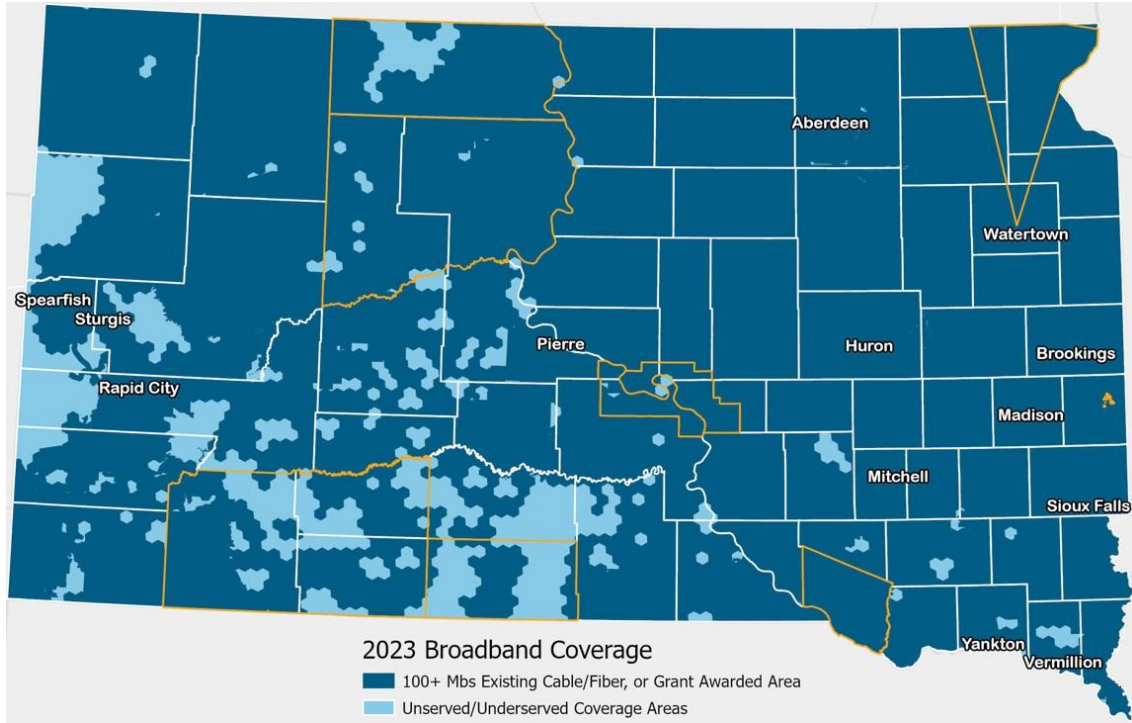 Aberdeen
Watertown
Spearfish
Sturgis
Pierre
Huron
Brookings
Rapid City
Madison
Mitchell
Sioux Falls
Yankton
Vermillion
2023 Broadband Coverage
100+ Mbs Existing Cable/Fiber, or Grant Awarded Area
Unserved/Underserved Coverage Areas